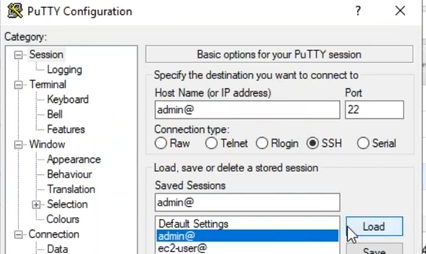 PuTTY Configuration
Category:
Session
Logging
Terminal
Keyboard
Bell
Features
Window
Appearance
Behaviour
Translation
Selection
Colours
Connection
Data
Basic options for your PuTTY session
Specify the destination you want to connect to
Host Name (or IP address) Port
admin@ 22
Connection type:
Raw Telnet Rlogin SSH Serial
Load, save or delete a stored session
Saved Sessions
admin@
Default Settings
admin@ Load
ec2-user@ Save